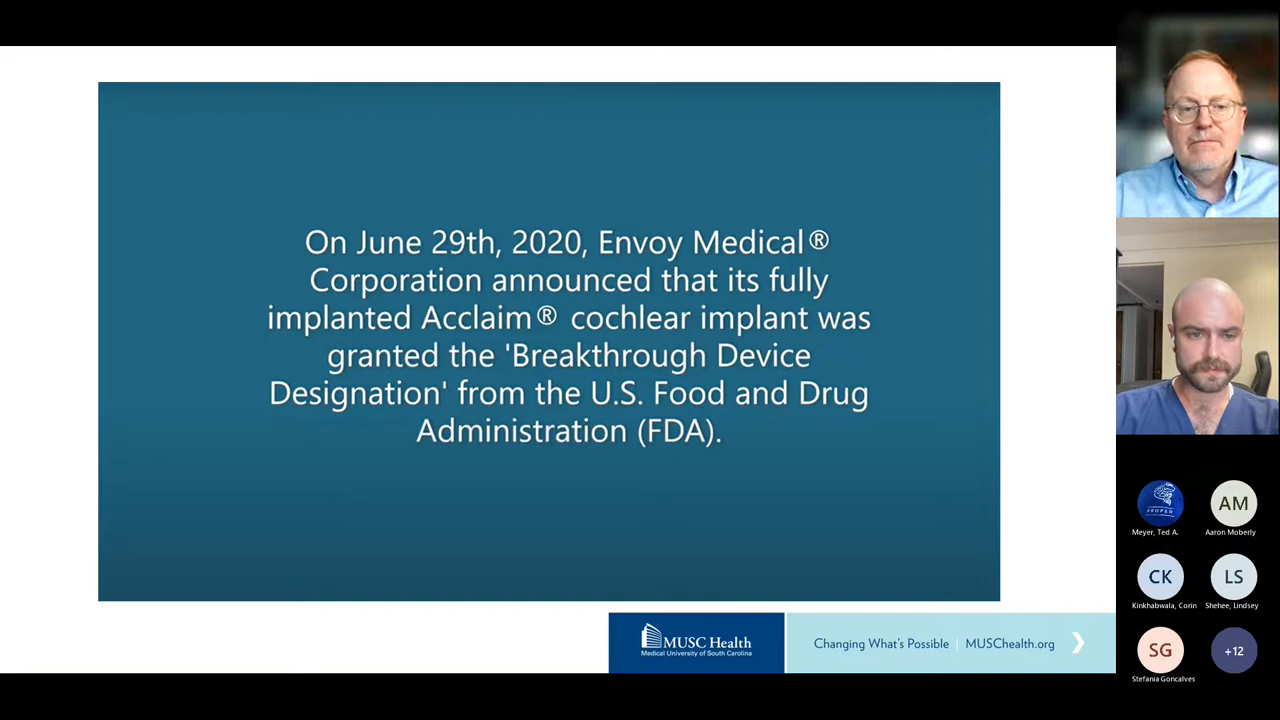 On June 29th, 2020, Envoy Medical®
Corporation announced that its fully
implanted Acclaim® cochlear implant was
granted the 'Breakthrough Device
Designation' from the U.S. Food and Drug
Administration (FDA).
MUSC Health
Medical University of South Carolina
Changing What's Possible | MUSChealth.org
PROPEL
Meyer, Ted A.
AM
Aaron Moberly
CK
Kinkhabwala, Corin
LS
Shehee, Lindsey
SG
Stefania Goncalves
+12